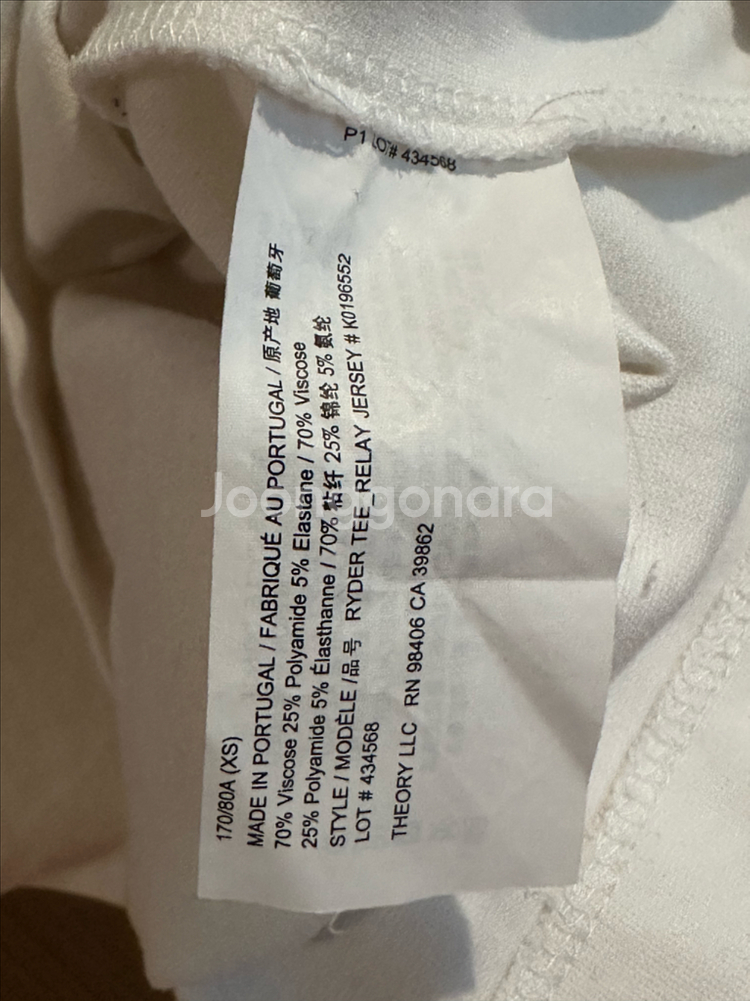 P1 LOT# 434568
170/80A (XS)
MADE IN PORTUGAL / FABRIQUÉ AU PORTUGAL / 原产地 葡萄牙
70% Viscose 25% Polyamide 5% Elastane / 70% Viscose
25% Polyamide 5% Élasthanne / 70% 粘纤 25% 锦纶 5% 氨纶
STYLE / MODÈLE /品号 RYDER TEE_RELAY JERSEY # K0196552
LOT # 434568
THEORY LLC RN 98406 CA 39862
Joonggonara